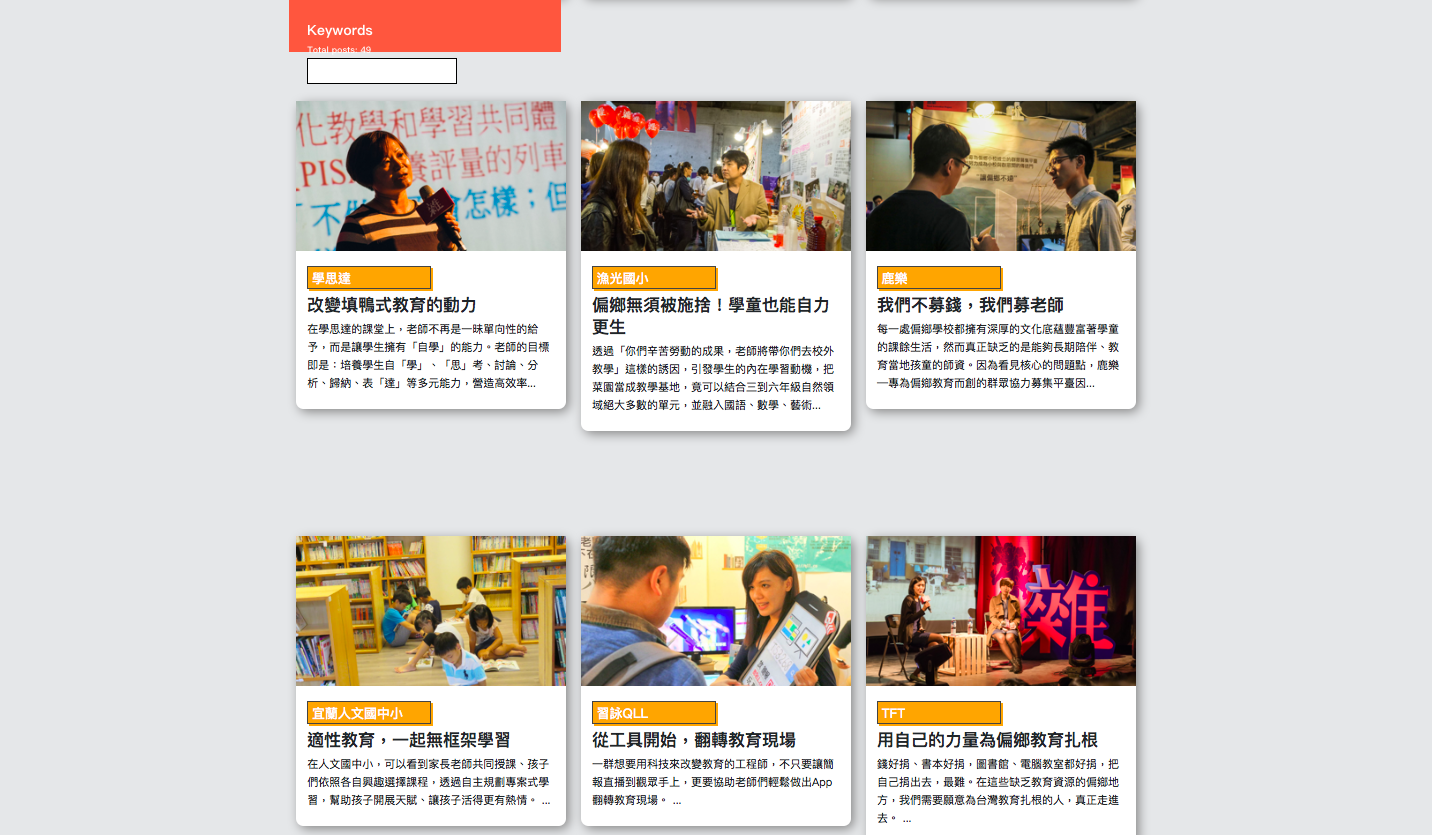 Keywords
Total posts: 49
化教學和學習共同體
PIS
養評量的列車
不
會怎樣；但
學思達
改變填鴨式教育的動力
在學思達的課堂上，老師不再是一昧單向性的給
予，而是讓學生擁有「自學」的能力。老師的目標
即是：培養學生自「學」、「思」考、討論、分
析、歸納、表「達」等多元能力，營造高效率...
漁光國小
偏鄉無須被施捨！學童也能自力
更生
透過「你們辛苦勞動的成果，老師將帶你們去校外
教學」這樣的誘因，引發學生的內在學習動機，把
菜園當成教學基地，竟可以結合三到六年級自然領
域絕大多數的單元，並融入國語、數學、藝術...
"讓偏鄉不遠"
鹿樂
我們不募錢，我們募老師
每一處偏鄉學校都擁有深厚的文化底蘊豐富著學童
的課餘生活，然而真正缺乏的是能夠長期陪伴、教
育當地孩童的師資。因為看見核心的問題點，鹿樂
一專為偏鄉教育而創的群眾協力募集平臺因...
宜蘭人文國中小
適性教育，一起無框架學習
在人文國中小，可以看到家長老師共同授課、孩子
們依照各自興趣選擇課程，透過自主規劃專案式學
習，幫助孩子開展天賦、讓孩子活得更有熱情。 ...
習詠QLL
從工具開始，翻轉教育現場
一群想要用科技來改變教育的工程師，不只要讓簡
報直播到觀眾手上，更要協助老師們輕鬆做出App
翻轉教育現場。 ...
雜
TFT
用自己的力量為偏鄉教育扎根
錢好捐、書本好捐，圖書館、電腦教室都好捐，把
自己捐出去，最難。在這些缺乏教育資源的偏鄉地
方，我們需要願意為台灣教育扎根的人，真正走進
去。 ...